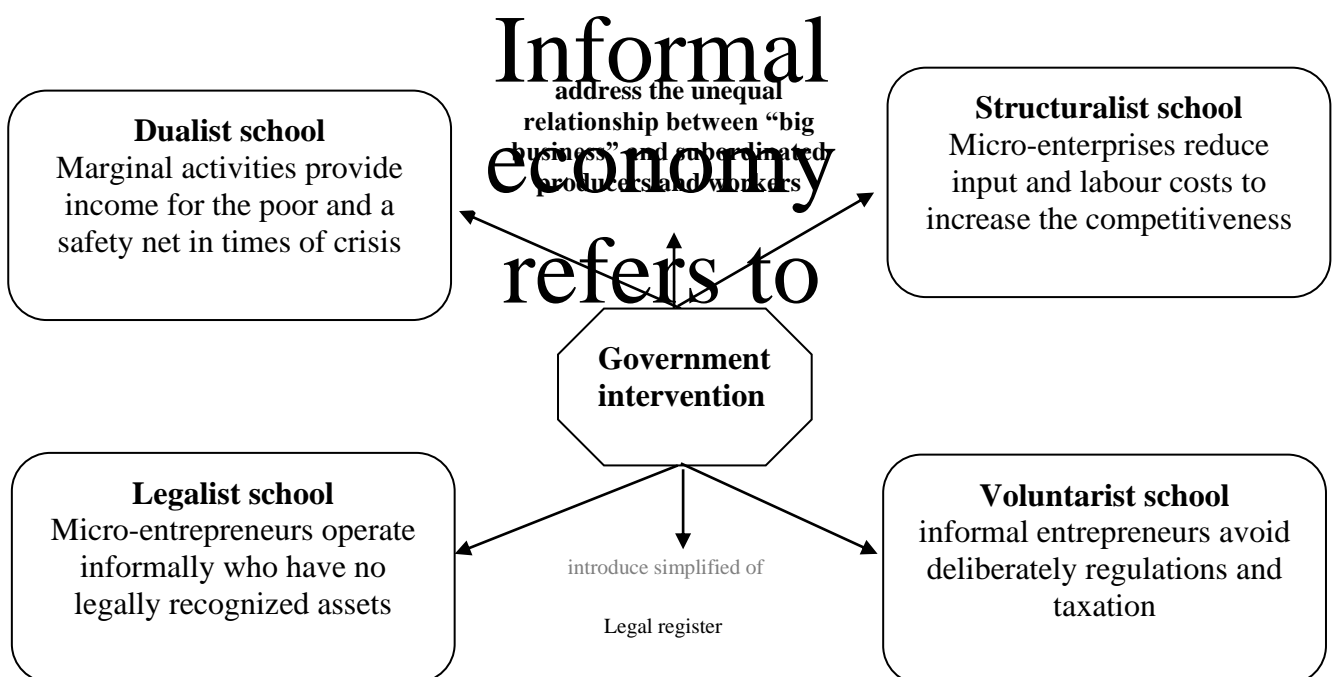 Informal
economy
refers to
address the unequal
relationship between “big
business” and subordinated
producers and workers
Dualist school
Marginal activities provide
income for the poor and a
safety net in times of crisis
Structuralist school
Micro-enterprises reduce
input and labour costs to
increase the competitiveness
Government
intervention
Legalist school
Micro-entrepreneurs operate
informally who have no
legally recognized assets
introduce simplified of
Legal register
Voluntarist school
informal entrepreneurs avoid
deliberately regulations and
taxation